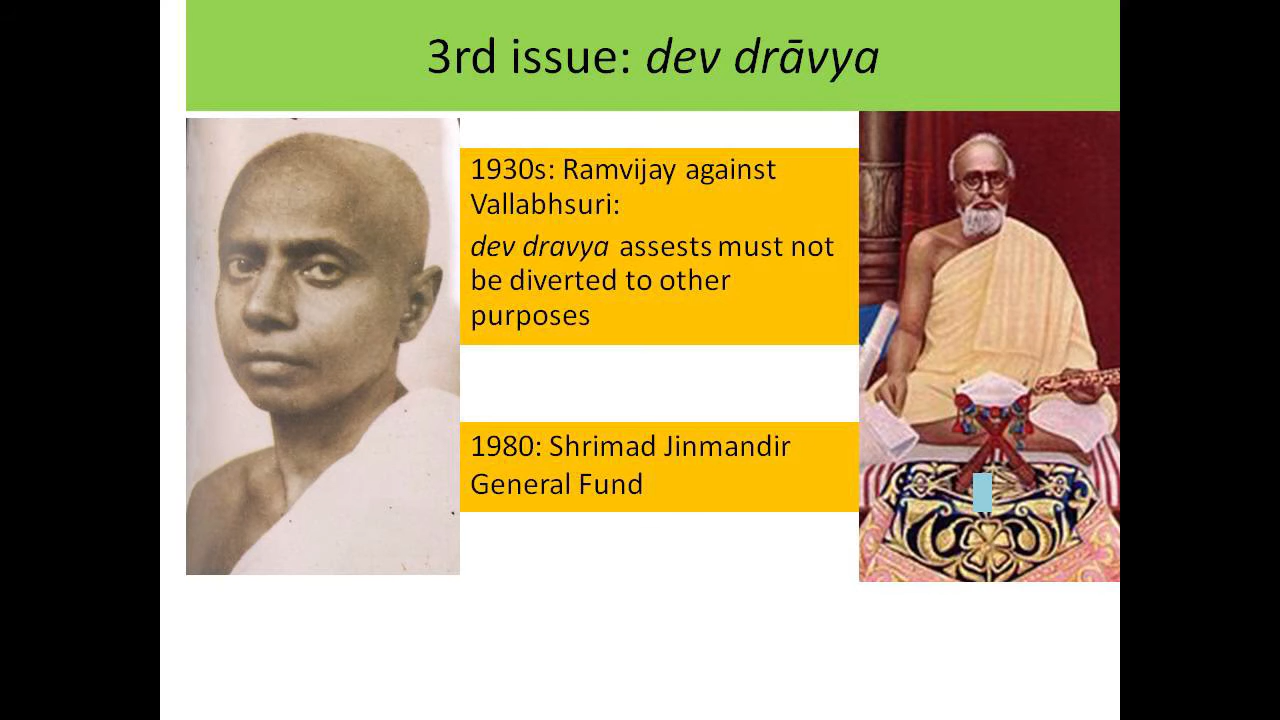 3rd issue: dev drāvya
1930s: Ramvijay against
Vallabhsuri:
dev dravya assests must not
be diverted to other
purposes
1980: Shrimad Jinmandir
General Fund